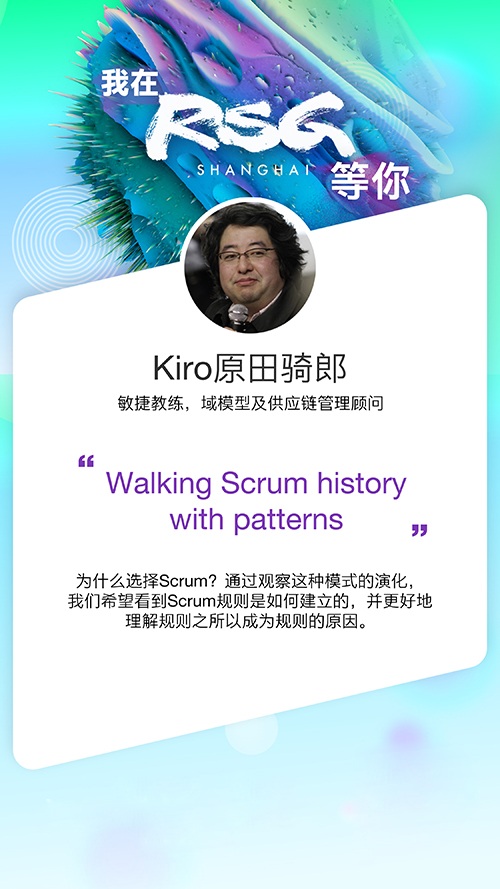 我在
RSG
SHANGHAI
等你
Kiro原田骑郎
敏捷教练，域模型及供应链管理顾问
“
Walking Scrum history
with patterns
”
为什么选择Scrum？通过观察这种模式的演化，
我们希望看到Scrum规则是如何建立的，并更好地
理解规则之所以成为规则的原因。